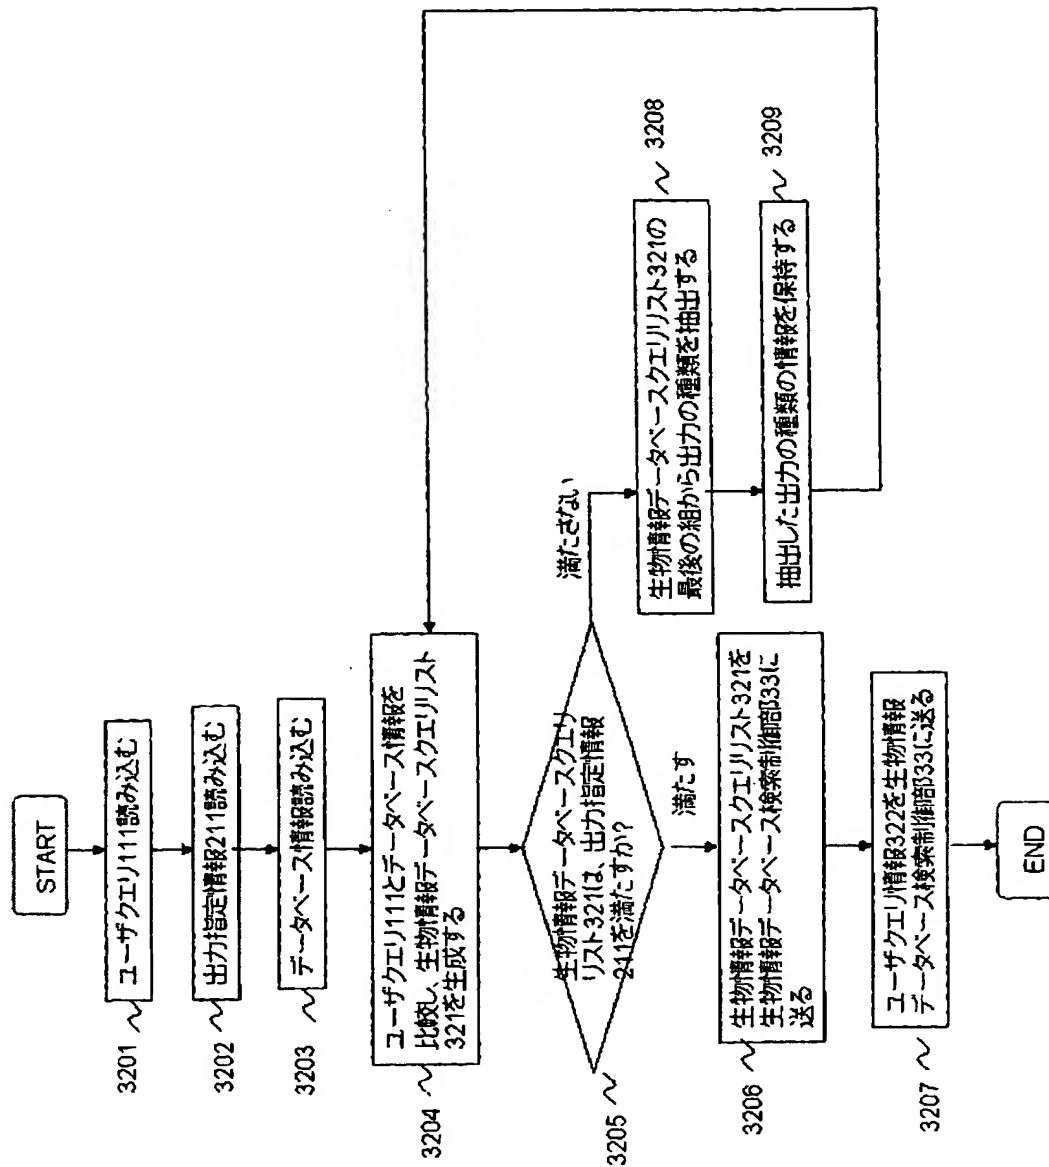 START
3201
ユーザクエリ111読み込む
3202
出力指定情報211読み込む
3203
データベース情報読み込む
3204
ユーザクエリ111とデータベース情報を
比較し、生物情報データベースクエリリスト
321を生成する
3205
生物情報データベースクエリ
リスト321は、出力指定情報
211を満たすか?
満たさない
満たす
3208
生物情報データベースクエリリスト321の
最後の組から出力の種類を抽出する
3209
抽出した出力の種類の情報を保持する
3206
生物情報データベースクエリリスト321を
生物情報データベース検索制御部33に
送る
3207
ユーザクエリ情報322を生物情報
データベース検索制御部33に送る
END